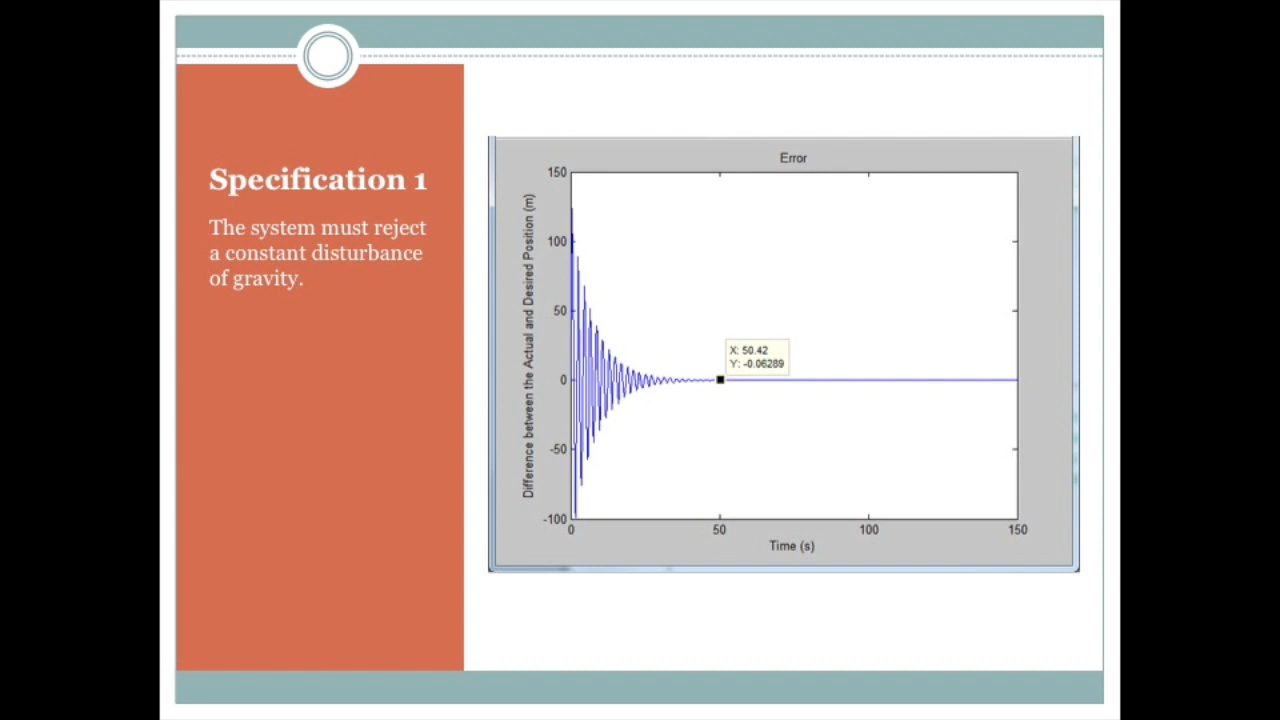 Specification 1
The system must reject
a constant disturbance
of gravity.
Error
Difference between the Actual and Desired Position (m)
150
100
50
0
-50
-100
X: 50.42
Y: -0.06289
0
50
100
150
Time (s)